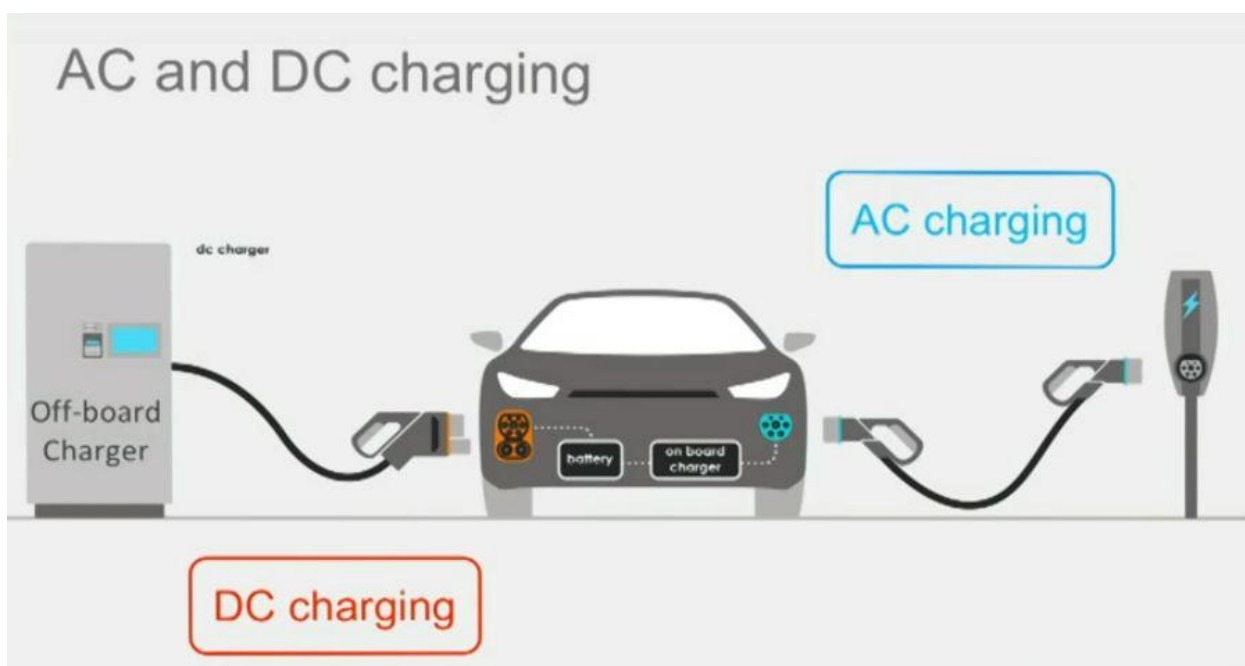 AC and DC charging
AC charging
dc charger
Off-board
Charger
battery
on board
charger
DC charging